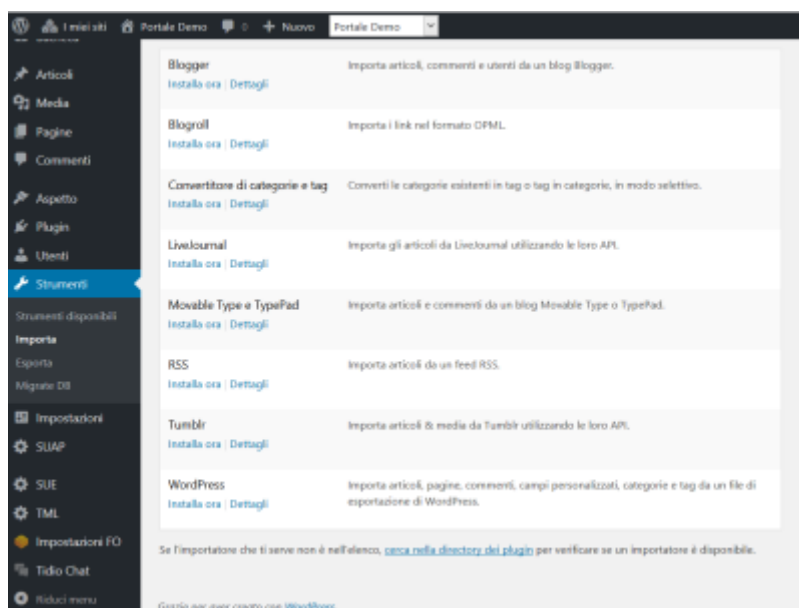 I miei siti Portale Demo 0 + Nuovo Portale Demo
Articoli
Media
Pagine
Commenti
Aspetto
Plugin
Utenti
Strumenti
Strumenti disponibili
Importa
Esporta
Migrate DB
Impostazioni
SUAP
SUE
TML
Impostazioni FO
Tidio Chat
Riduci menu
Blogger
Installa ora | Dettagli
Importa articoli, commenti e utenti da un blog Blogger.
Blogroll
Installa ora | Dettagli
Importa i link nel formato OPML.
Convertitore di categorie e tag
Installa ora | Dettagli
Converti le categorie esistenti in tag o tag in categorie, in modo selettivo.
LiveJournal
Installa ora | Dettagli
Importa gli articoli da LiveJournal utilizzando le loro API.
Movable Type e TypePad
Installa ora | Dettagli
Importa articoli e commenti da un blog Movable Type o TypePad.
RSS
Installa ora | Dettagli
Importa articoli da un feed RSS.
Tumblr
Installa ora | Dettagli
Importa articoli & media da Tumblr utilizzando le loro API.
WordPress
Installa ora | Dettagli
Importa articoli, pagine, commenti, campi personalizzati, categorie e tag da un file di
esportazione di WordPress.
Se l'importatore che ti serve non è nell'elenco, cerca nella directory dei plugin per verificare se un importatore è disponibile.
Grazie per aver creato con WordPress